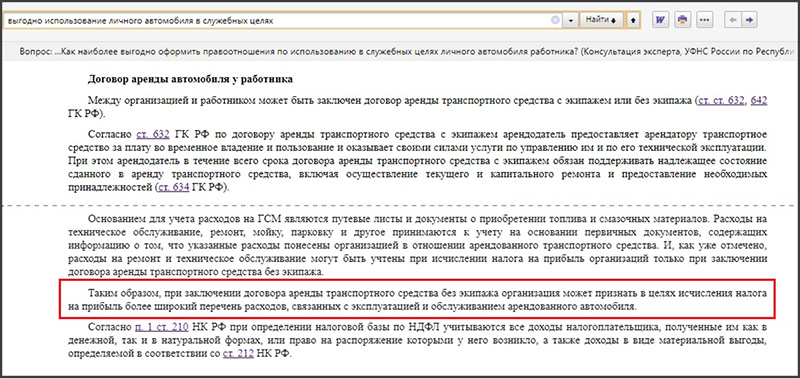 выгодно использование личного автомобиля в служебных целях
Найти
W
Вопрос: ...Как наиболее выгодно оформить правоотношения по использованию в служебных целях личного автомобиля работника? (Консультация эксперта, УФНС России по Республи
Договор аренды автомобиля у работника
Между организацией и работником может быть заключен договор аренды транспортного средства с экипажем или без экипажа (ст. ст. 632, 642
ГК РФ).
Согласно ст. 632 ГК РФ по договору аренды транспортного средства с экипажем арендодатель предоставляет арендатору транспортное
средство за плату во временное владение и пользование и оказывает своими силами услуги по управлению им и по его технической эксплуатации.
При этом арендодатель в течение всего срока договора аренды транспортного средства с экипажем обязан поддерживать надлежащее состояние
сданного в аренду транспортного средства, включая осуществление текущего и капитального ремонта и предоставление необходимых
принадлежностей (ст. 634 ГК РФ).
Основанием для учета расходов на ГСМ являются путевые листы и документы о приобретении топлива и смазочных материалов. Расходы на
техническое обслуживание, ремонт, мойку, парковку и другое принимаются к учету на основании первичных документов, содержащих
информацию о том, что указанные расходы понесены организацией в отношении арендованного транспортного средства. И, как уже отмечено,
расходы на ремонт и техническое обслуживание могут быть учтены при исчислении налога на прибыль организаций только при заключении
договора аренды транспортного средства без экипажа.
Таким образом, при заключении договора аренды транспортного средства без экипажа организация может признать в целях исчисления налога
на прибыль более широкий перечень расходов, связанных с эксплуатацией и обслуживанием арендованного автомобиля.
Согласно п. 1 ст. 210 НК РФ при определении налоговой базы по НДФЛ учитываются все доходы налогоплательщика, полученные им как в
денежной, так и в натуральной формах, или право на распоряжение которыми у него возникло, а также доходы в виде материальной выгоды,
определяемой в соответствии со ст. 212 НК РФ.